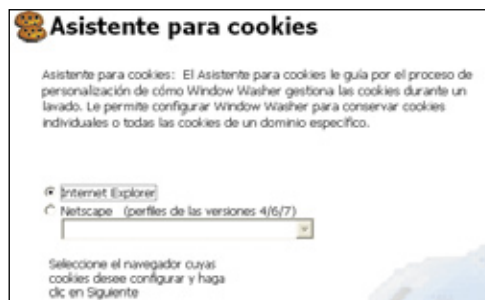 Asistente para cookies
Asistente para cookies: El Asistente para cookies le guía por el proceso de
personalización de cómo Window Washer gestiona las cookies durante un
lavado. Le permite configurar Window Washer para conservar cookies
individuales o todas las cookies de un dominio específico.
Internet Explorer
Netscape (perfiles de las versiones 4/6/7)
Seleccione el navegador cuyas
cookies desee configurar y haga
clic en Siguiente